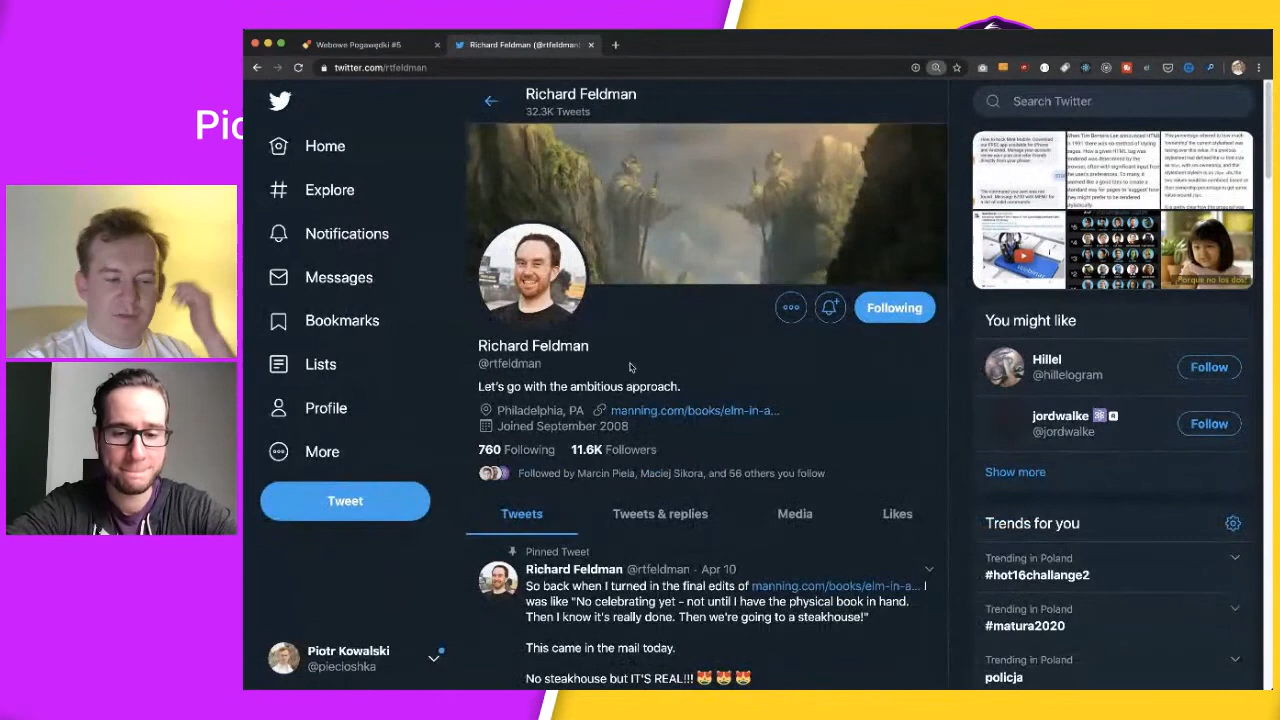 Pio
Webowe Pogawędki #5
Richard Feldman (@rtfeldman)
twitter.com/rtfeldman
Home
Explore
Notifications
Messages
Bookmarks
Lists
Profile
More
Tweet
Piotr Kowalski
@piecioshka
Richard Feldman
32.3K Tweets
Following
Richard Feldman
@rtfeldman
Let's go with the ambitious approach.
Philadelphia, PA manning.com/books/elm-in-a...
Joined September 2008
760 Following 11.6K Followers
Followed by Marcin Piela, Maciej Sikora, and 56 others you follow
Tweets Tweets & replies Media Likes
Pinned Tweet
Richard Feldman @rtfeldman · Apr 10
So back when I turned in the final edits of manning.com/books/elm-in-a... I
was like "No celebrating yet – not until I have the physical book in hand.
Then I know it's really done. Then we're going to a steakhouse!"
This came in the mail today.
No steakhouse but IT'S REAL!!! 😻 😻 😻
Search Twitter
Porque no los dos?
You might like
Hillel
@hillelogram
Follow
jordwalke
@jordwalke
Follow
Show more
Trends for you
Trending in Poland
#hot16challange2
Trending in Poland
#matura2020
Trending in Poland
policja